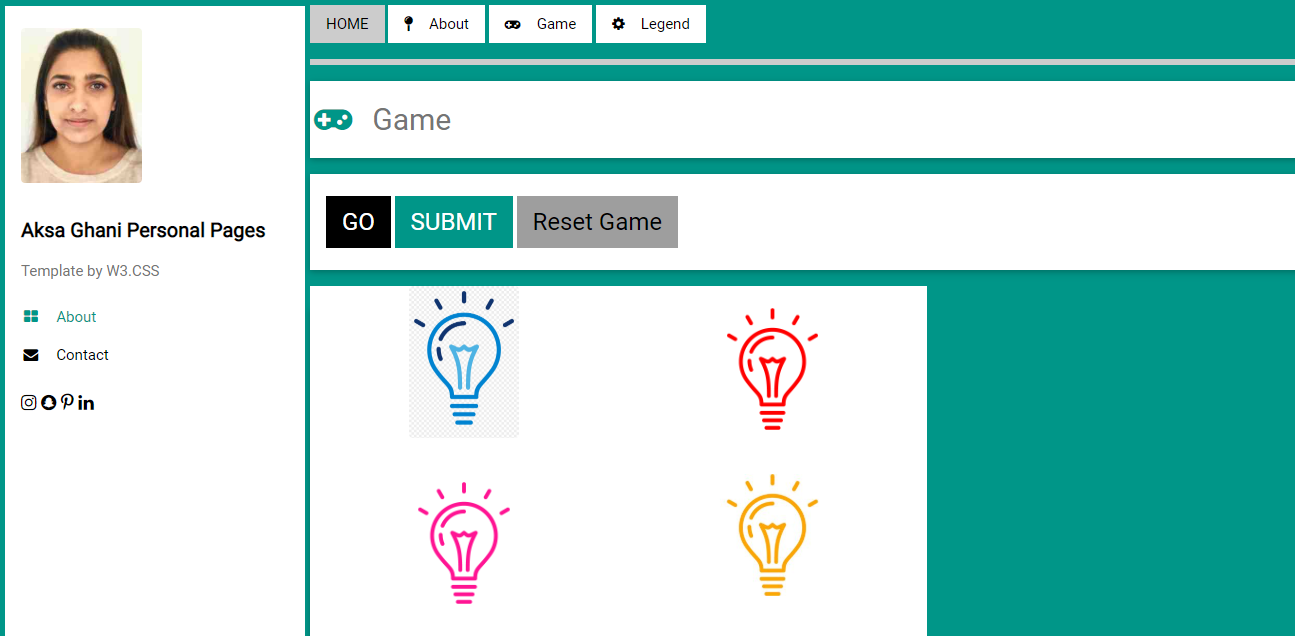 HOME About Game Legend
Game
GO SUBMIT Reset Game
Aksa Ghani Personal Pages
Template by W3.CSS
About
Contact